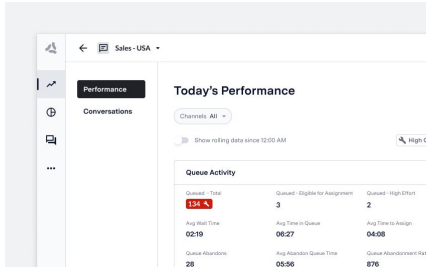 Sales - USA
Performance
Conversations
Today's Performance
Channels All
Show rolling data since 12:00 AM
High
Queue Activity
Queued - Total
Queued - Eligible for Assignment
Queued - High Effort
134
3
2
Avg Wait Time
Avg Time in Queue
Avg Time to Assign
02:19
06:27
04:08
Queue Abandons
Avg Abandon Queue Time
Queue Abandonment Rat
28
05:56
876